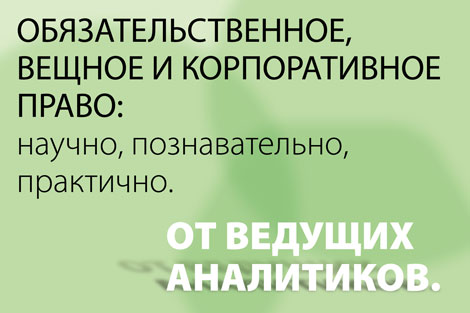 ОБЯЗАТЕЛЬСТВЕННОЕ,
ВЕЩНОЕ И КОРПОРАТИВНОЕ
ПРАВО:
научно, познавательно,
практично.
ОТ ВЕДУЩИХ
АНАЛИТИКОВ.